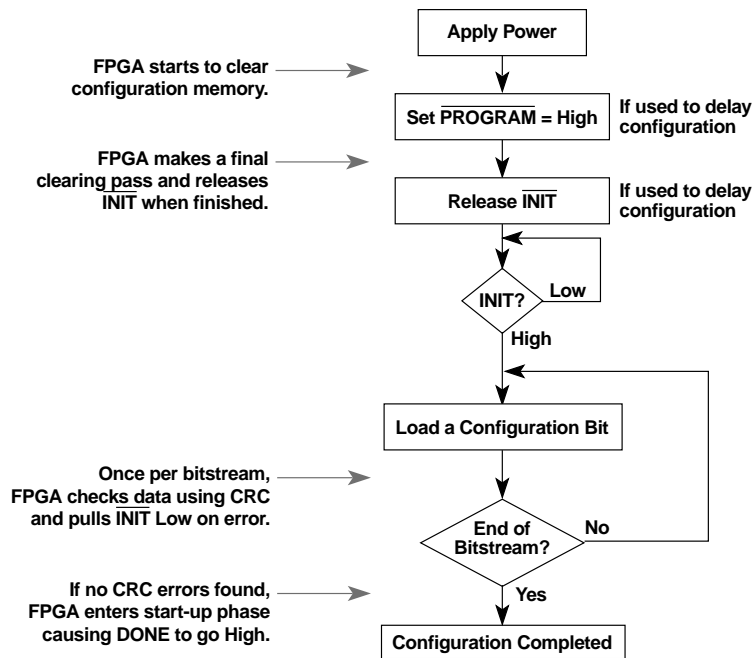 Apply Power
FPGA starts to clear
configuration memory.
Set PROGRAM = High
If used to delay
configuration
FPGA makes a final
clearing pass and releases
INIT when finished.
Release INIT
If used to delay
configuration
INIT?
Low
High
Load a Configuration Bit
Once per bitstream,
FPGA checks data using CRC
and pulls INIT Low on error.
End of
Bitstream?
No
Yes
If no CRC errors found,
FPGA enters start-up phase
causing DONE to go High.
Configuration Completed